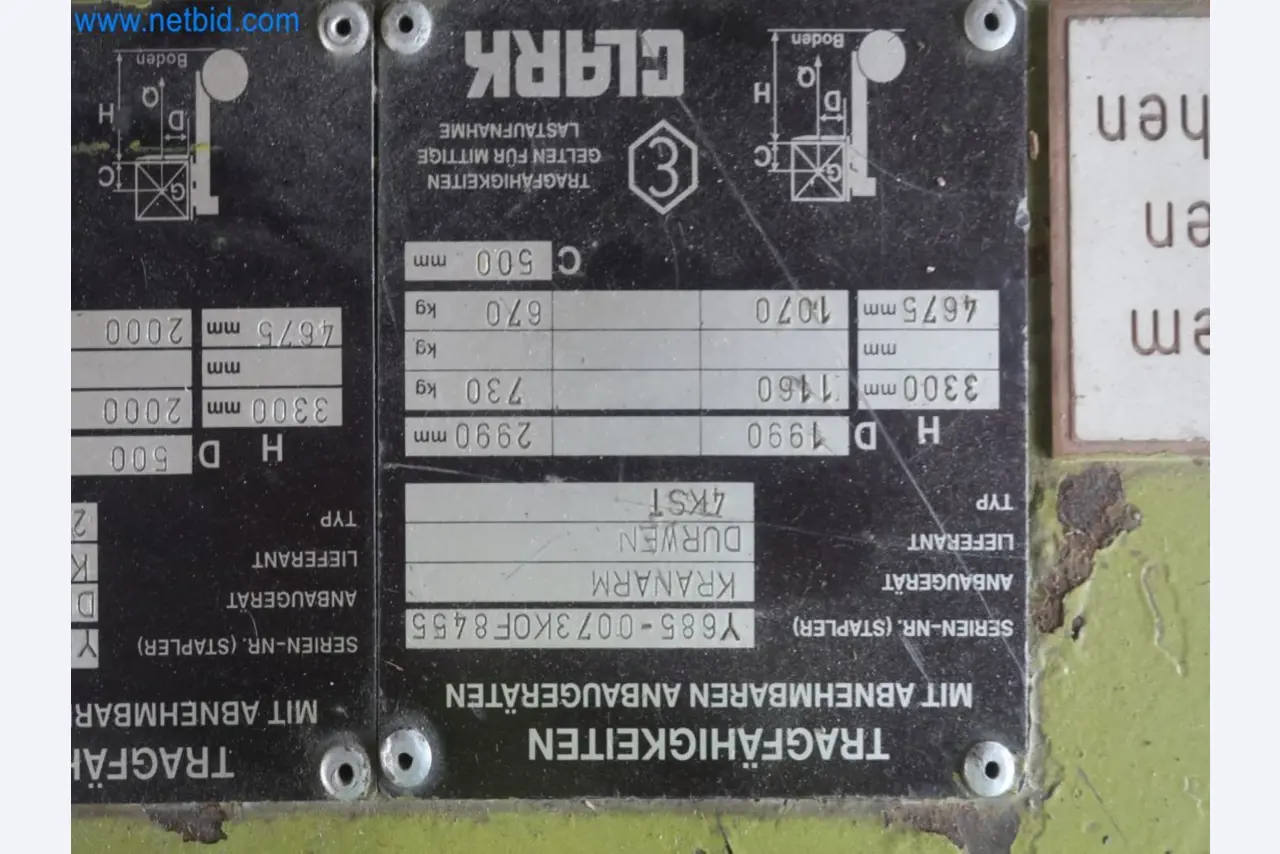 www.netbid.com
em
en
hen
TRAGFÄHIGKEITEN
MIT ABNEHMBAREN ANBAUGERÄTEN
SERIEN-NR. (STAPLER) Y685-0073KOF8455
ANBAUGERÄT KRANARM
LIEFERANT DURWEN
TYP 4KST
H D 1990 2990 mm
3300 mm 1160 730 kg
mm kg
4675 mm 1070 670 kg
C 500 mm
TRAGFÄHIGKEITEN
GELTEN FÜR MITTIGE
LASTAUFNAHME
3
CLARK
G
C
D
H
Q
Boden
TRAGFÄH
MIT ABNEHMBAR
SERIEN-NR. (STAPLER) Y
ANBAUGERÄT D
LIEFERANT K
TYP 2
H D 500
3300 mm 2000
mm
4675 mm 2000
G
C
D
H
Q
Boden